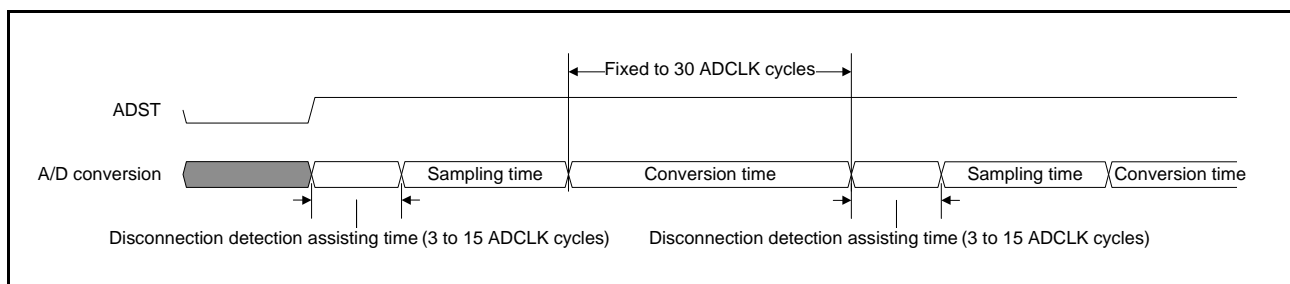 Fixed to 30 ADCLK cycles
ADST
A/D conversion
Sampling time
Conversion time
Sampling time
Conversion time
Disconnection detection assisting time (3 to 15 ADCLK cycles)
Disconnection detection assisting time (3 to 15 ADCLK cycles)